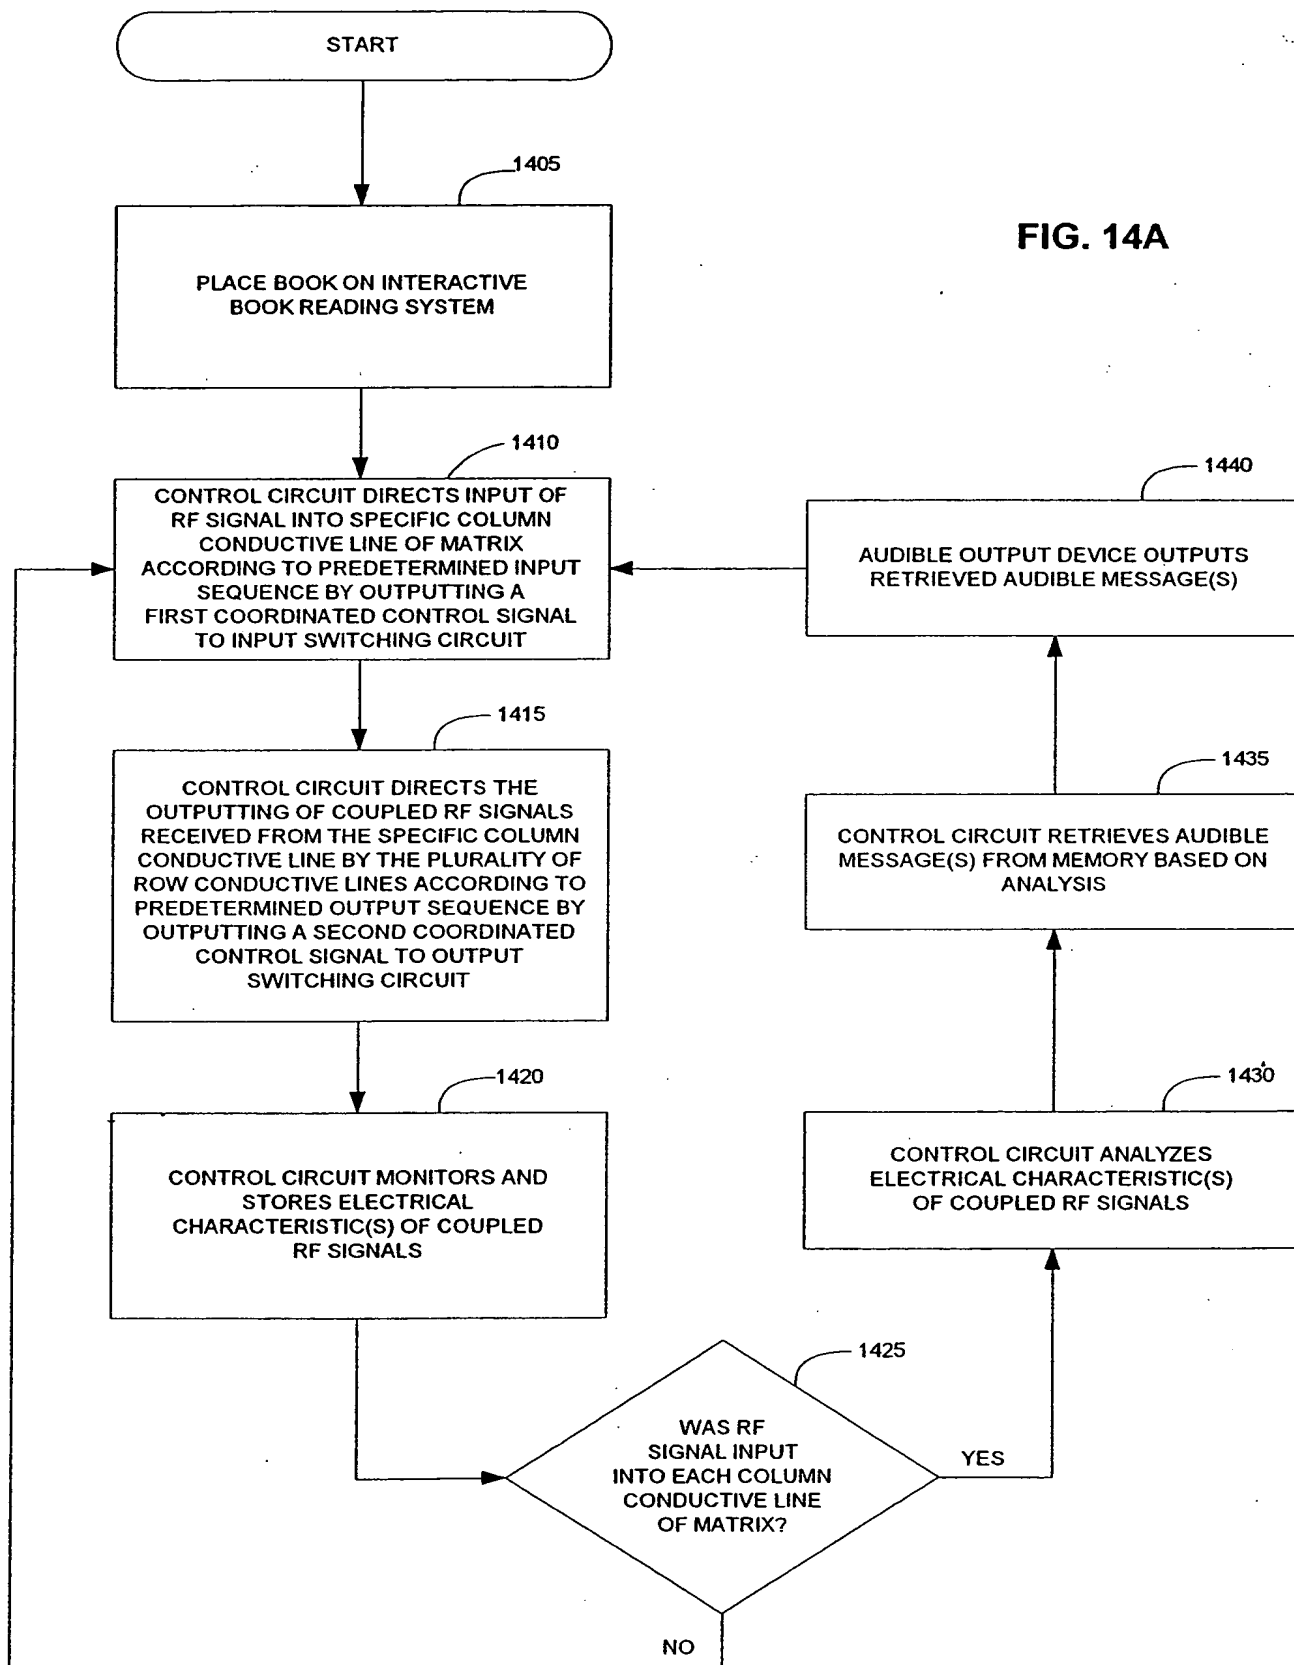 START
1405
PLACE BOOK ON INTERACTIVE
BOOK READING SYSTEM
FIG. 14A
1410
CONTROL CIRCUIT DIRECTS INPUT OF
RF SIGNAL INTO SPECIFIC COLUMN
CONDUCTIVE LINE OF MATRIX
ACCORDING TO PREDETERMINED INPUT
SEQUENCE BY OUTPUTTING A
FIRST COORDINATED CONTROL SIGNAL
TO INPUT SWITCHING CIRCUIT
1415
CONTROL CIRCUIT DIRECTS THE
OUTPUTTING OF COUPLED RF SIGNALS
RECEIVED FROM THE SPECIFIC COLUMN
CONDUCTIVE LINE BY THE PLURALITY OF
ROW CONDUCTIVE LINES ACCORDING TO
PREDETERMINED OUTPUT SEQUENCE BY
OUTPUTTING A SECOND COORDINATED
CONTROL SIGNAL TO OUTPUT
SWITCHING CIRCUIT
1420
CONTROL CIRCUIT MONITORS AND
STORES ELECTRICAL
CHARACTERISTIC(S) OF COUPLED
RF SIGNALS
1425
WAS RF
SIGNAL INPUT
INTO EACH COLUMN
CONDUCTIVE LINE
OF MATRIX?
YES
NO
1430
CONTROL CIRCUIT ANALYZES
ELECTRICAL CHARACTERISTIC(S)
OF COUPLED RF SIGNALS
1435
CONTROL CIRCUIT RETRIEVES AUDIBLE
MESSAGE(S) FROM MEMORY BASED ON
ANALYSIS
1440
AUDIBLE OUTPUT DEVICE OUTPUTS
RETRIEVED AUDIBLE MESSAGE(S)